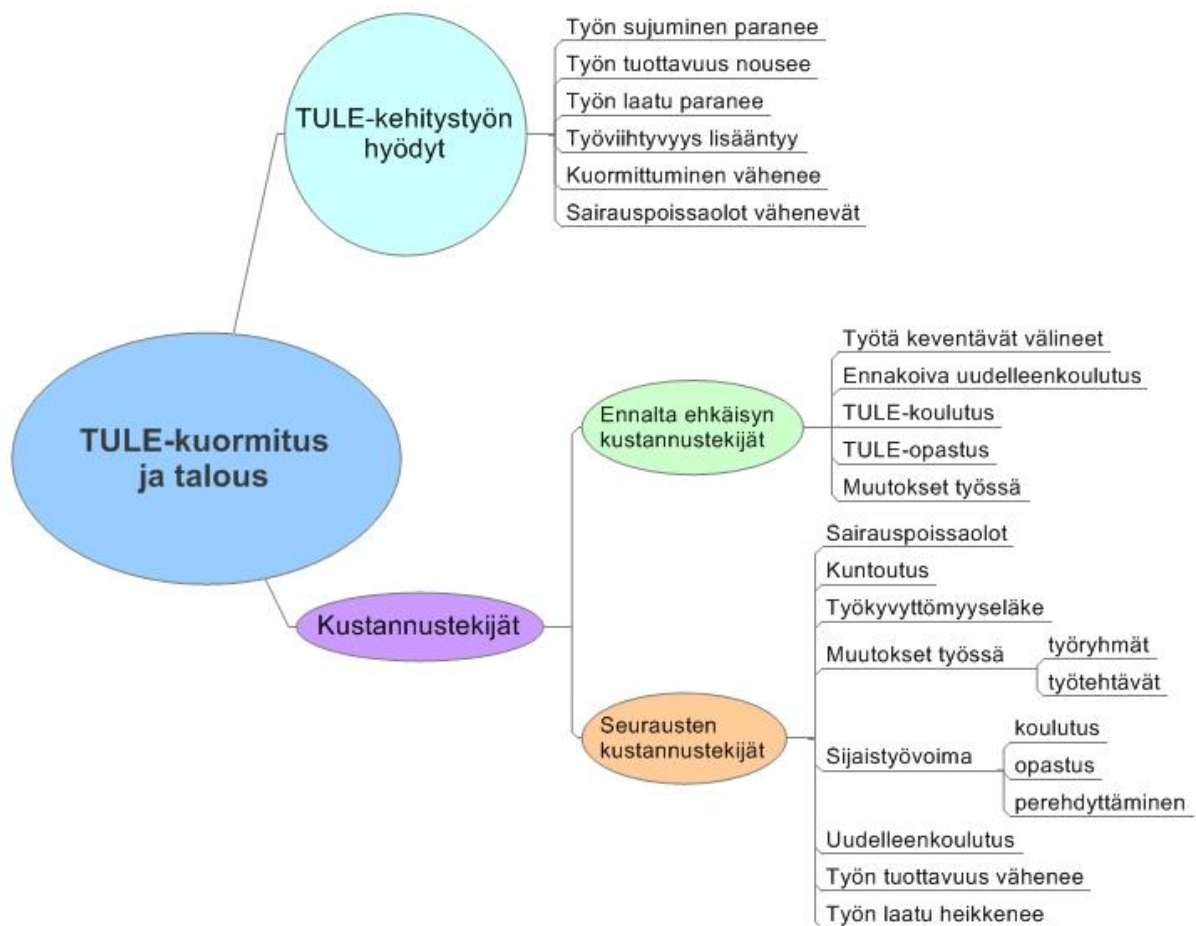 TULE-kuormitus
ja talous
TULE-kehitystyön
hyödyt
Työn sujuminen paranee
Työn tuottavuus nousee
Työn laatu paranee
Työviihtyvyys lisääntyy
Kuormittuminen vähenee
Sairauspoissaolot vähenevät
Kustannustekijät
Ennalta ehkäisyn
kustannustekijät
Työtä keventävät välineet
Ennakoiva uudelleenkoulutus
TULE-koulutus
TULE-opastus
Muutokset työssä
Seurausten
kustannustekijät
Sairauspoissaolot
Kuntoutus
Työkyvyttömyyseläke
Muutokset työssä
työryhmät
työtehtävät
Sijaistyövoima
koulutus
opastus
perehdyttäminen
Uudelleenkoulutus
Työn tuottavuus vähenee
Työn laatu heikkenee